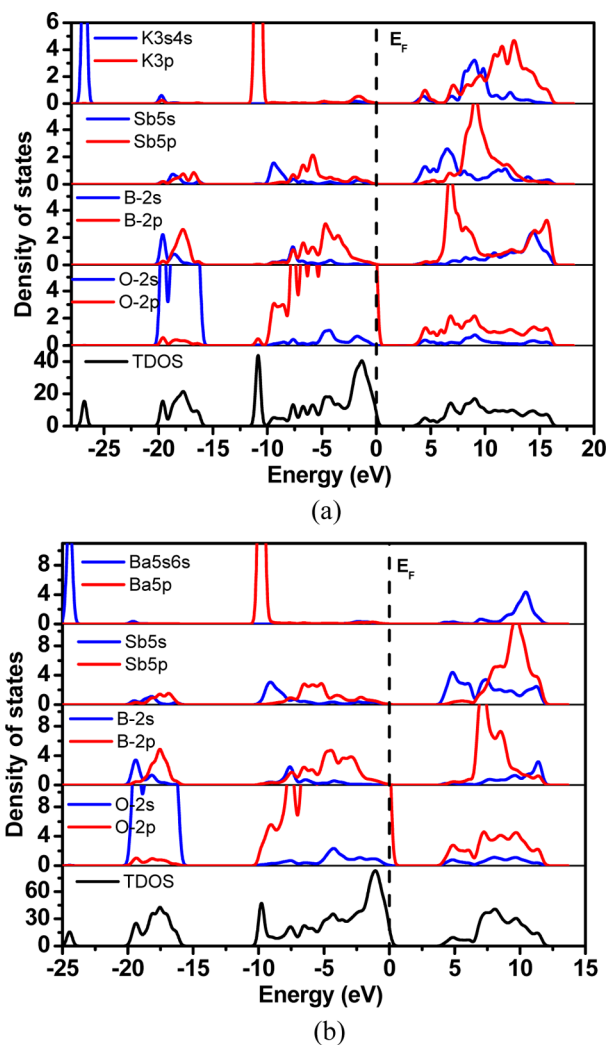 (a)
Density of states
6
4
2
0
K3s4s
K3p
E_F
4
2
0
Sb5s
Sb5p
4
2
0
B-2s
B-2p
4
2
0
O-2s
O-2p
40
20
0
TDOS
-25 -20 -15 -10 -5 0 5 10 15 20
Energy (eV)
(a)
Density of states
8
4
0
Ba5s6s
Ba5p
E_F
8
4
0
Sb5s
Sb5p
8
4
0
B-2s
B-2p
8
4
0
O-2s
O-2p
60
30
0
TDOS
-25 -20 -15 -10 -5 0 5 10 15
Energy (eV)
(b)